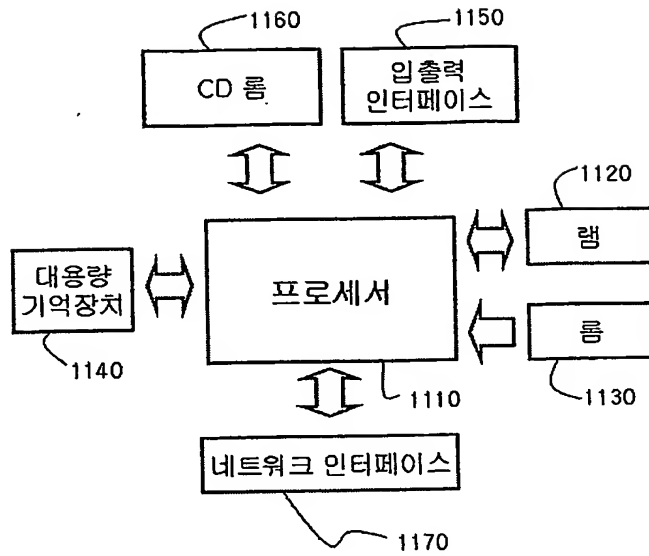 1160
1150
CD 롬
입출력
인터페이스
1120
램
대용량
기억장치
프로세서
롬
1140
1110
1130
네트워크 인터페이스
1170